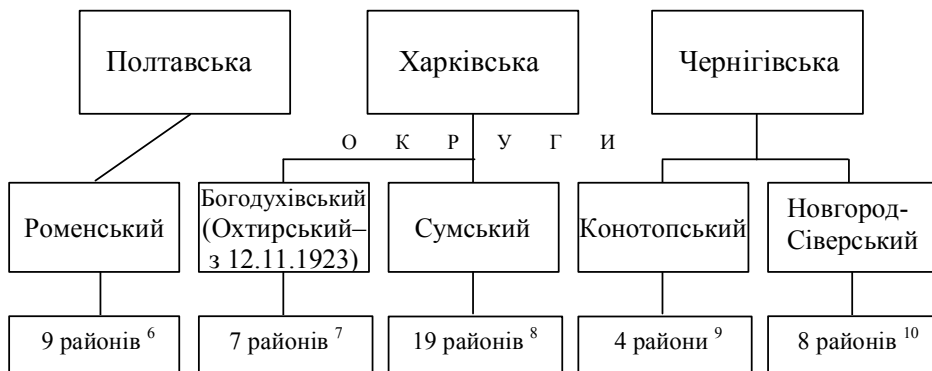 Полтавська
Харківська
Чернігівська
О К Р У Г И
Роменський
Богодухівський
(Охтирський–
з 12.11.1923)
Сумський
Конотопський
Новгород-
Сіверський
9 районів 6
7 районів 7
19 районів 8
4 райони 9
8 районів 10